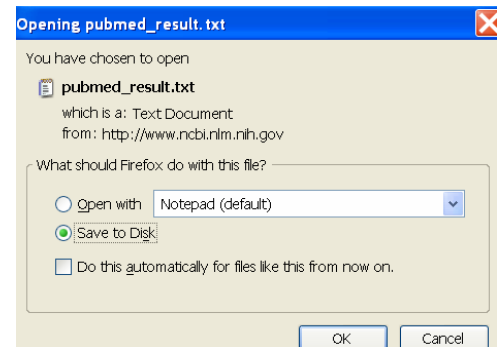 Opening pubmed_result.txt
You have chosen to open
pubmed_result.txt
which is a: Text Document
from: http://www.ncbi.nlm.nih.gov
What should Firefox do with this file?
Open with Notepad (default)
Save to Disk
Do this automatically for files like this from now on.
OK Cancel